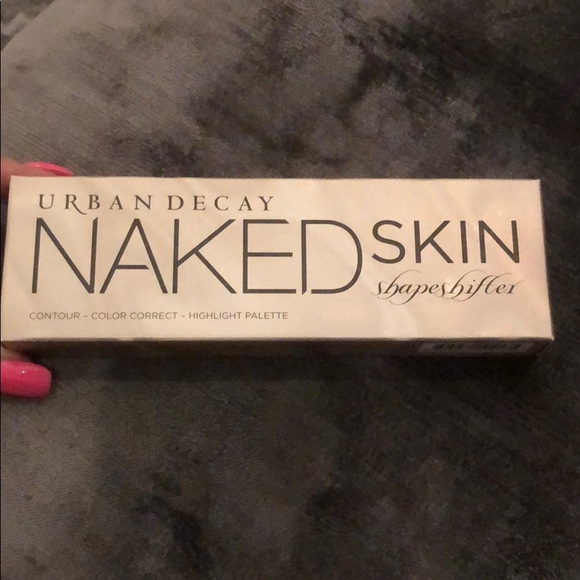 URBAN DECAY
NAKED SKIN
shapeshifter
CONTOUR – COLOR CORRECT – HIGHLIGHT PALETTE